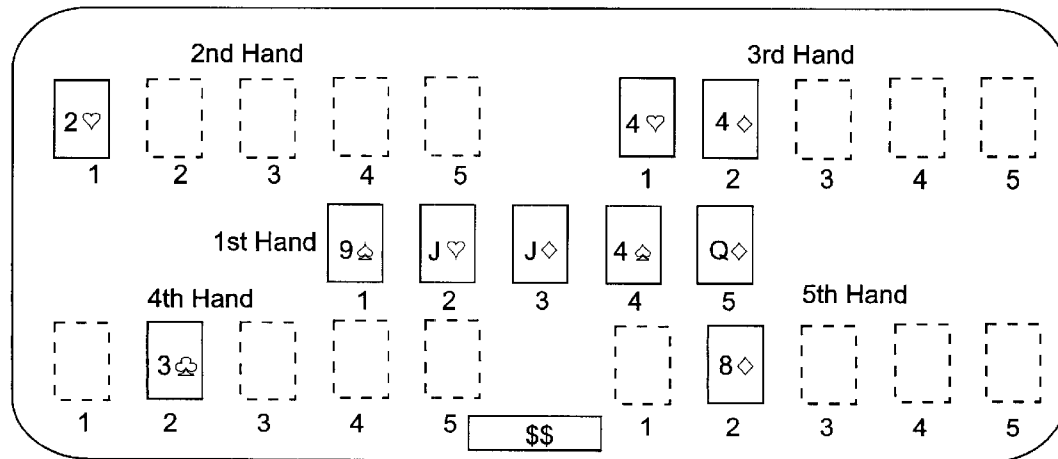 2nd Hand 3rd Hand
2♡ 4♡ 4♢
1 2 3 4 5 1 2 3 4 5
1st Hand 9♤ J♡ J♢ 4♤ Q♢
1 2 3 4 5
4th Hand 5th Hand
3♧ 8♢
1 2 3 4 5 1 2 3 4 5
$$